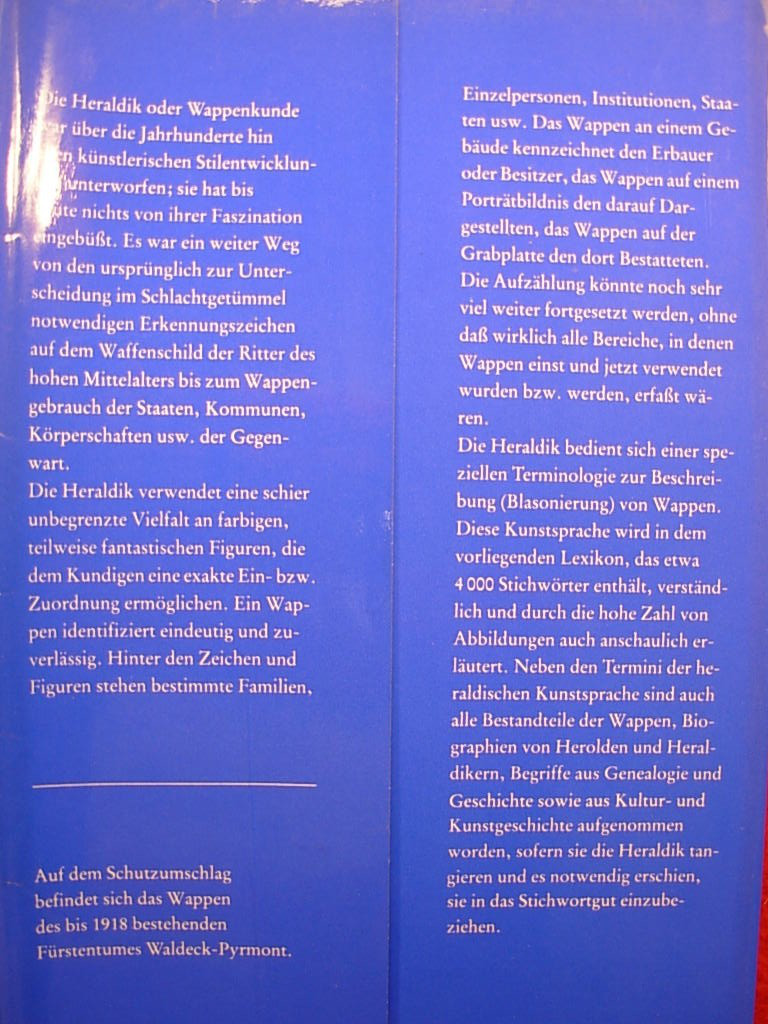 Die Heraldik oder Wappenkunde
über die Jahrhunderte hin
künstlerischen Stilentwicklun-
unterworfen; sie hat bis
nichts von ihrer Faszination
eingebüßt. Es war ein weiter Weg
von den ursprünglich zur Unter-
scheidung im Schlachtgetümmel
notwendigen Erkennungszeichen
auf dem Waffenschild der Ritter des
hohen Mittelalters bis zum Wappen-
gebrauch der Staaten, Kommunen,
Körperschaften usw. der Gegen-
wart.
Die Heraldik verwendet eine schier
unbegrenzte Vielfalt an farbigen,
teilweise fantastischen Figuren, die
dem Kundigen eine exakte Ein- bzw.
Zuordnung ermöglichen. Ein Wap-
pen identifiziert eindeutig und zu-
verlässig. Hinter den Zeichen und
Figuren stehen bestimmte Familien,
Auf dem Schutzumschlag
befindet sich das Wappen
des bis 1918 bestehenden
Fürstentumes Waldeck-Pyrmont.
Einzelpersonen, Institutionen, Staa-
ten usw. Das Wappen an einem Ge-
bäude kennzeichnet den Erbauer
oder Besitzer, das Wappen auf einem
Porträtbildnis den darauf Dar-
gestellten, das Wappen auf der
Grabplatte den dort Bestatteten.
Die Aufzählung könnte noch sehr
viel weiter fortgesetzt werden, ohne
daß wirklich alle Bereiche, in denen
Wappen einst und jetzt verwendet
wurden bzw. werden, erfaßt wä-
ren.
Die Heraldik bedient sich einer spe-
ziellen Terminologie zur Beschrei-
bung (Blasonierung) von Wappen.
Diese Kunstsprache wird in dem
vorliegenden Lexikon, das etwa
4 000 Stichwörter enthält, verständ-
lich und durch die hohe Zahl von
Abbildungen auch anschaulich er-
läutert. Neben den Termini der he-
raldischen Kunstsprache sind auch
alle Bestandteile der Wappen, Bio-
graphien von Herolden und Heral-
dikern, Begriffe aus Genealogie und
Geschichte sowie aus Kultur- und
Kunstgeschichte aufgenommen
worden, sofern sie die Heraldik tan-
gieren und es notwendig erschien,
sie in das Stichwortgut einzube-
ziehen.